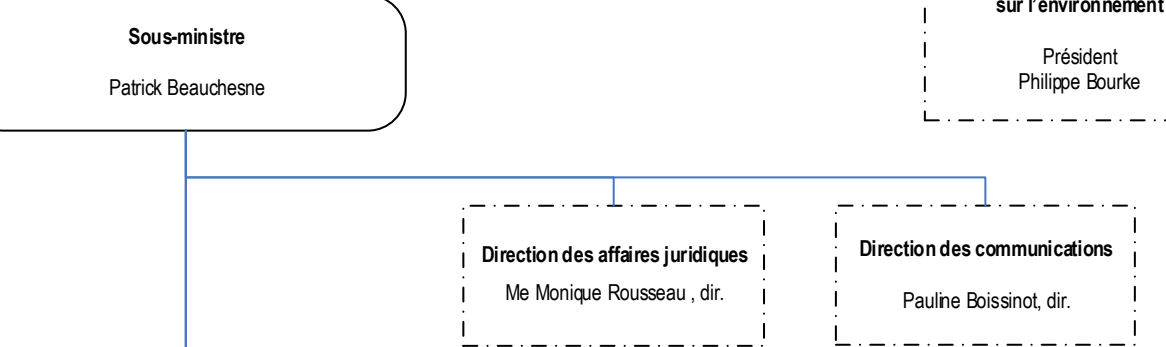 sur l'environnement
Sous-ministre
Patrick Beauchesne
Président
Philippe Bourke
Direction des affaires juridiques
Me Monique Rousseau , dir.
Direction des communications
Pauline Boissinot, dir.